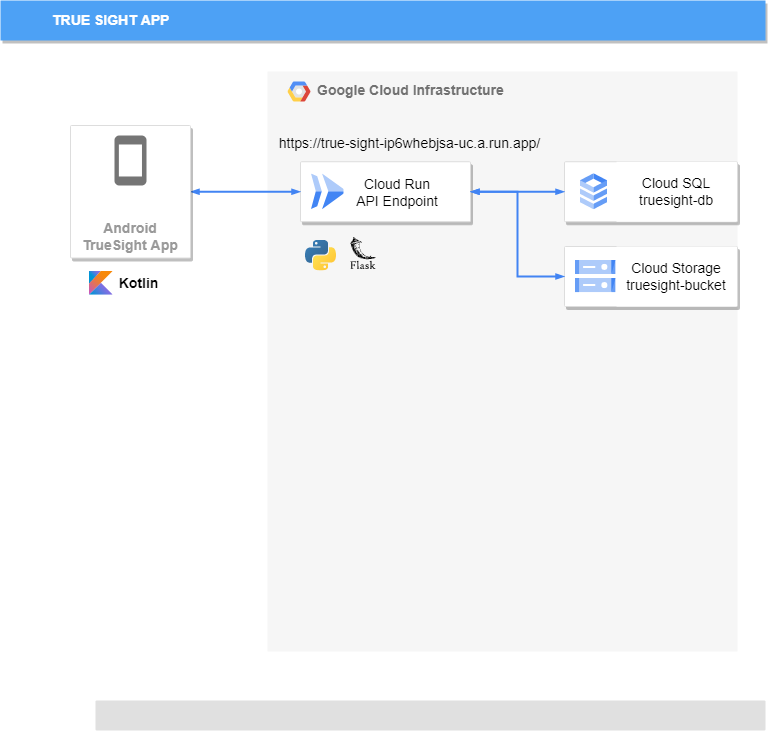 TRUE SIGHT APP
Google Cloud Infrastructure
https://true-sight-ip6whebjsa-uc.a.run.app/
Android
TrueSight App
Kotlin
Cloud Run
API Endpoint
Flask
Cloud SQL
truesight-db
Cloud Storage
truesight-bucket